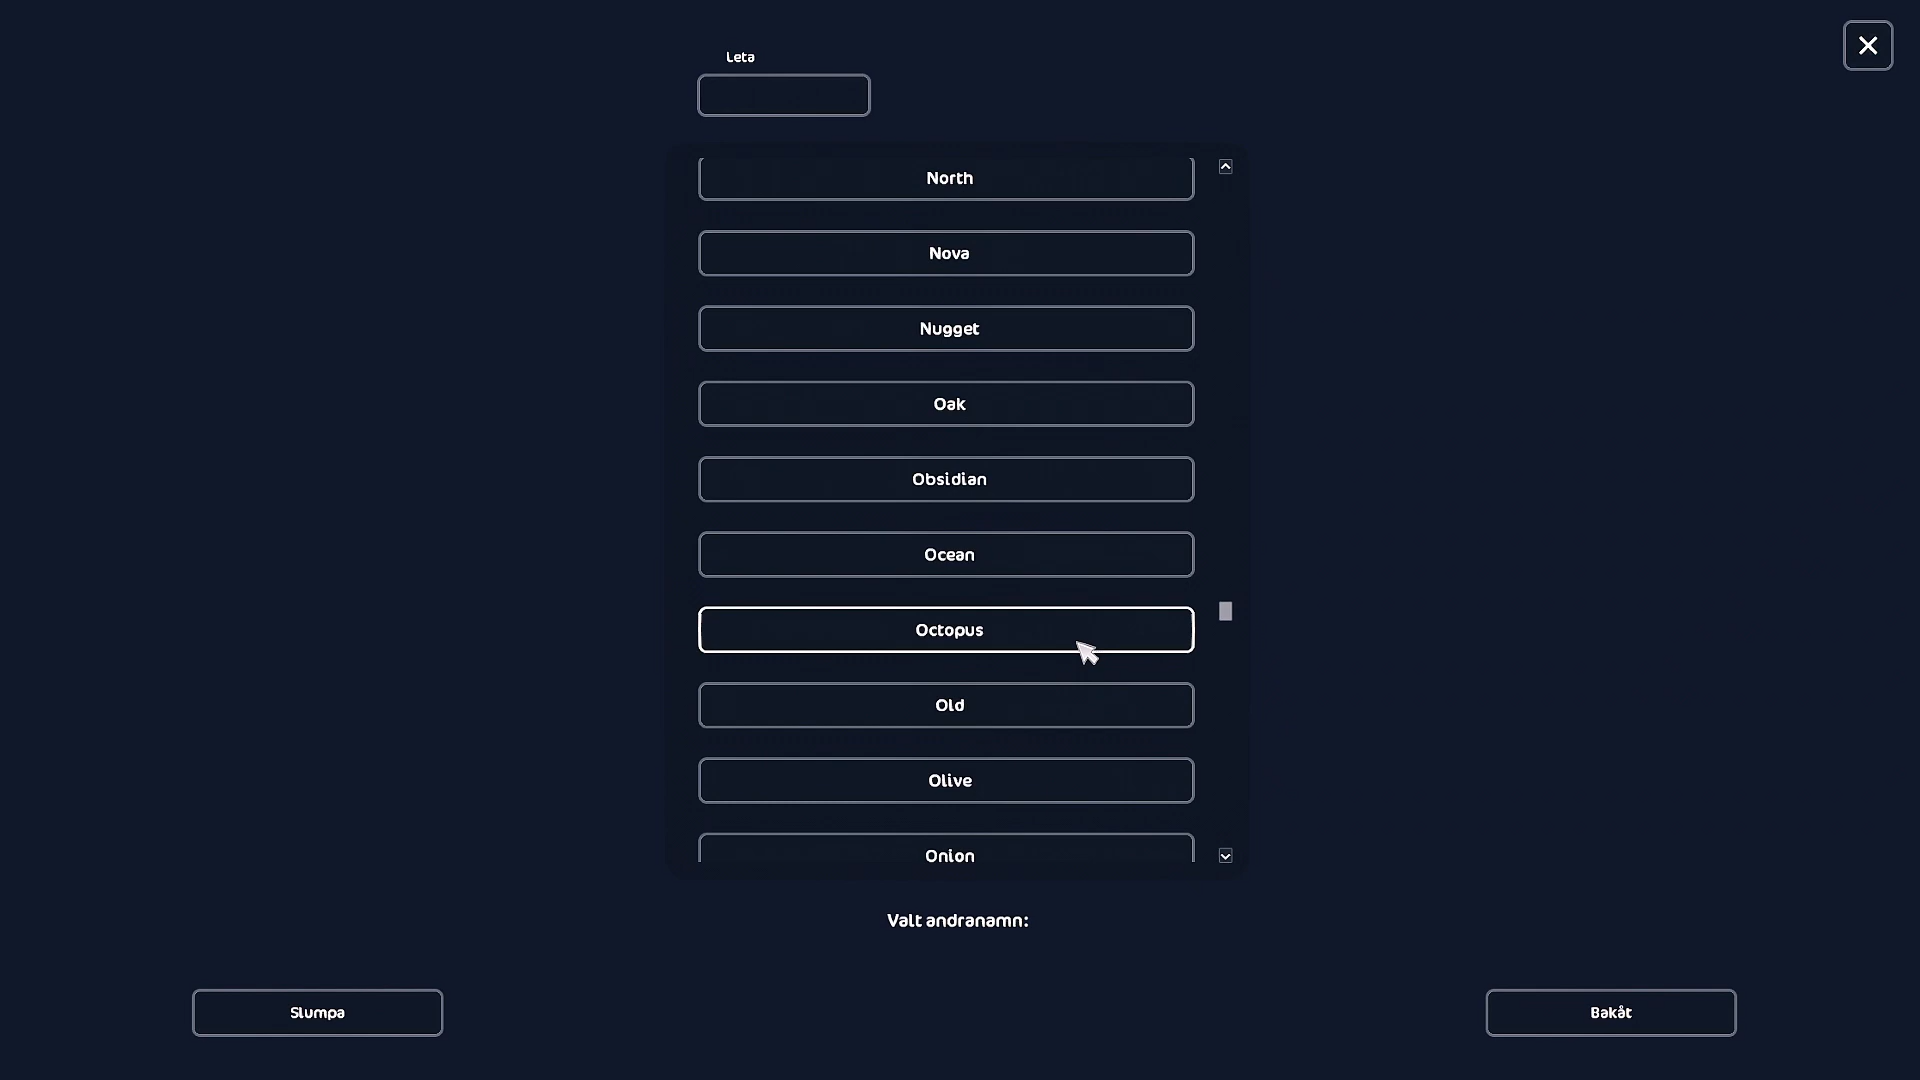 Leta
North
Nova
Nugget
Oak
Obsidian
Ocean
Octopus
Old
Olive
Onion
Valt andranamn:
Slumpa
Bakåt